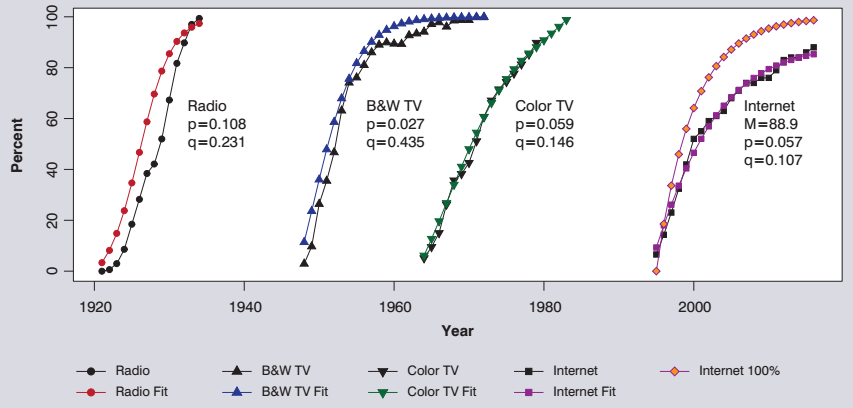 100
80
60
40
20
0
Percent
Radio
p=0.108
q=0.231
B&W TV
p=0.027
q=0.435
Color TV
p=0.059
q=0.146
Internet
M=88.9
p=0.057
q=0.107
1920 1940 1960 1980 2000
Year
Radio B&W TV Color TV Internet Internet 100%
Radio Fit B&W TV Fit Color TV Fit Internet Fit